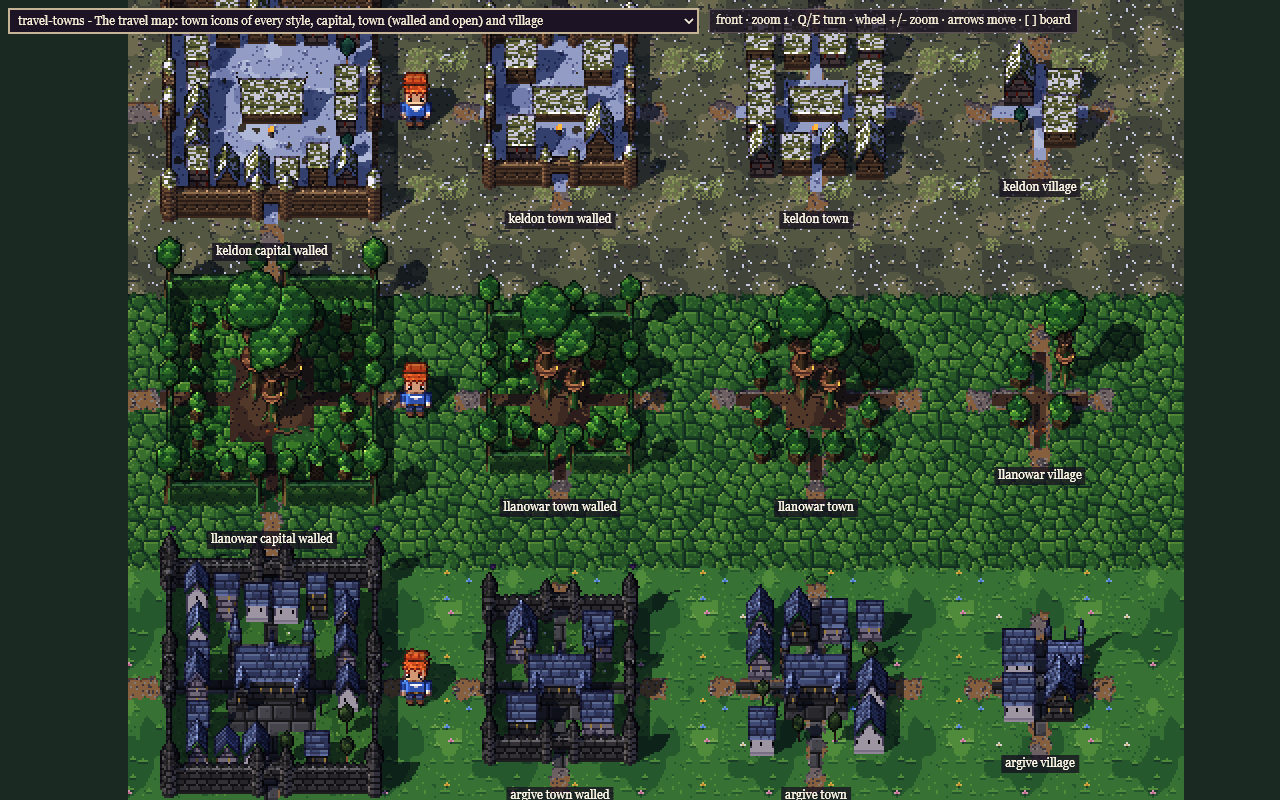 travel-towns - The travel map: town icons of every style, capital, town (walled and open) and village
front · zoom 1 · Q/E turn · wheel +/- zoom · arrows move · [ ] board
keldon capital walled
keldon town walled
keldon town
keldon village
llanowar capital walled
llanowar town walled
llanowar town
llanowar village
argive town walled
argive town
argive village